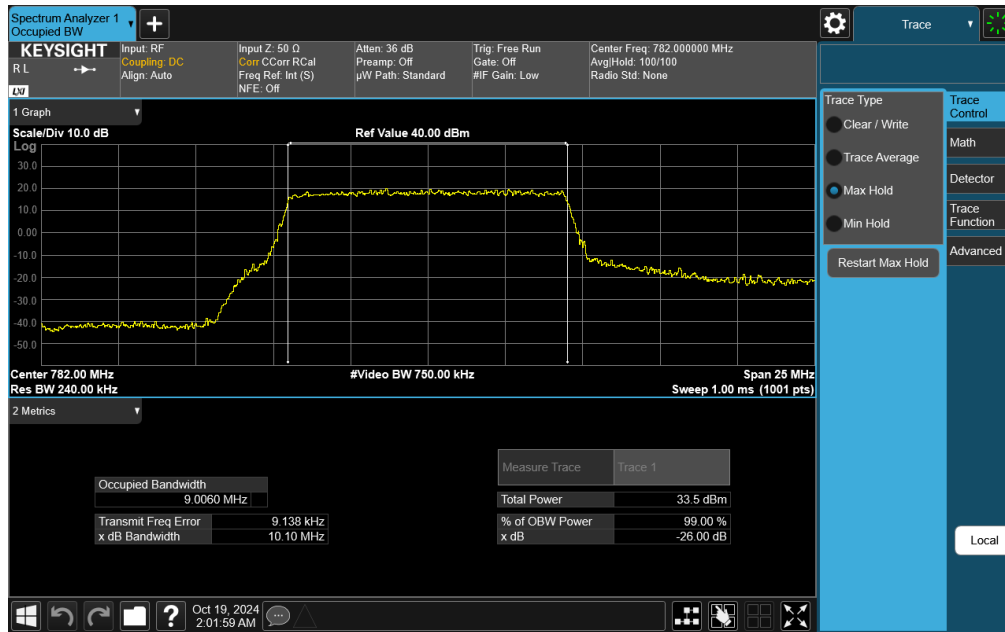 Spectrum Analyzer 1
Occupied BW
Trace
KEYSIGHT
R L
LXI
Input: RF
Coupling: DC
Align: Auto
Input Z: 50 Ω
Corr CCorr RCal
Freq Ref: Int (S)
NFE: Off
Atten: 36 dB
Preamp: Off
µW Path: Standard
Trig: Free Run
Gate: Off
#IF Gain: Low
Center Freq: 782.000000 MHz
Avg|Hold: 100/100
Radio Std: None
1 Graph
Scale/Div 10.0 dB
Ref Value 40.00 dBm
Log
30.0
20.0
10.0
0.00
-10.0
-20.0
-30.0
-40.0
-50.0
Center 782.00 MHz
#Video BW 750.00 kHz
Span 25 MHz
Res BW 240.00 kHz
Sweep 1.00 ms (1001 pts)
2 Metrics
Measure Trace Trace 1
Occupied Bandwidth
9.0060 MHz
Total Power 33.5 dBm
Transmit Freq Error 9.138 kHz
% of OBW Power 99.00 %
x dB Bandwidth 10.10 MHz
x dB -26.00 dB
Trace Type
Clear / Write
Trace Average
Max Hold
Min Hold
Restart Max Hold
Trace
Control
Math
Detector
Trace
Function
Advanced
Local
?
Oct 19, 2024
2:01:59 AM